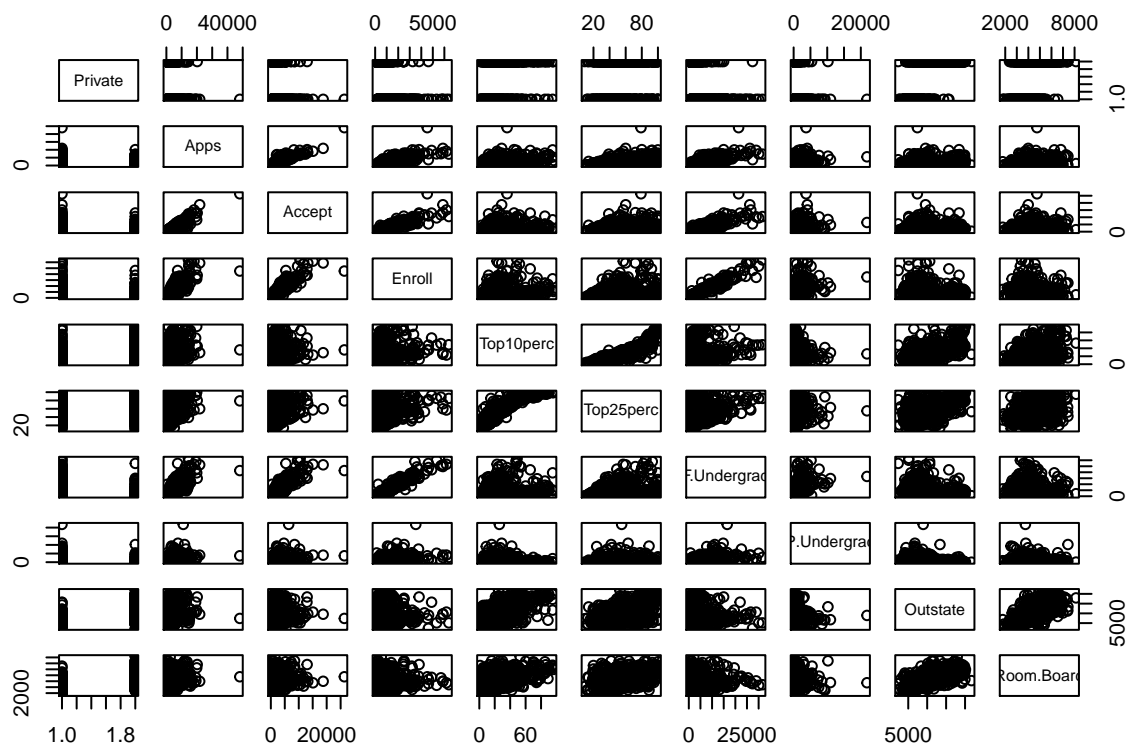 0 40000 0 5000 20 80 0 20000 2000 8000
Private 1.0
0 Apps
Accept 0
0 Enroll
Top10perc 0
20 Top25perc
F.Undergrad 0
0 P.Undergrad
Outstate 5000
2000 Room.Board
1.0 1.8 0 20000 0 60 0 25000 5000